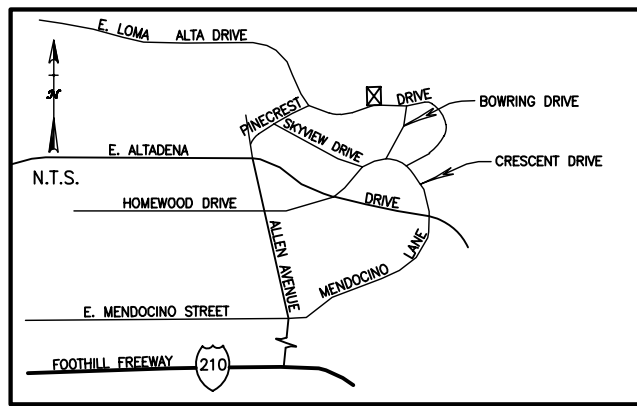 E. LOMA ALTA DRIVE
N
PINECREST DRIVE
BOWRING DRIVE
SKYVIEW DRIVE
E. ALTADENA DRIVE
CRESCENT DRIVE
N.T.S.
HOMEWOOD DRIVE
ALLEN AVENUE
MENDOCINO LANE
E. MENDOCINO STREET
FOOTHILL FREEWAY
210